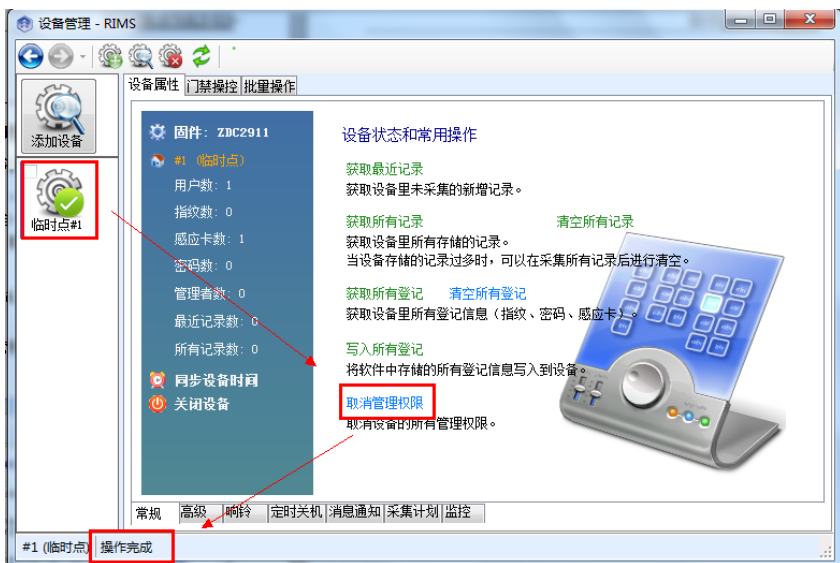 设备管理 - RIMS
设备属性 门禁操控 批量操作
添加设备
临时点#1
固件: ZDC2911
#1 (临时点)
用户数: 1
指纹数: 0
感应卡数: 1
密码数: 0
管理者数: 0
最近记录数: 0
所有记录数: 0
同步设备时间
关闭设备
设备状态和常用操作
获取最近记录
获取设备里未采集的新增记录。
获取所有记录 清空所有记录
获取设备里所有存储的记录。
当设备存储的记录过多时，可以在采集所有记录后进行清空。
获取所有登记 清空所有登记
获取设备里所有登记信息（指纹、密码、感应卡）。
写入所有登记
将软件中存储的所有登记信息写入到设备。
取消管理权限
取消设备的所有管理权限。
常规 高级 响铃 定时关机 消息通知 采集计划 监控
#1 (临时点) 操作完成